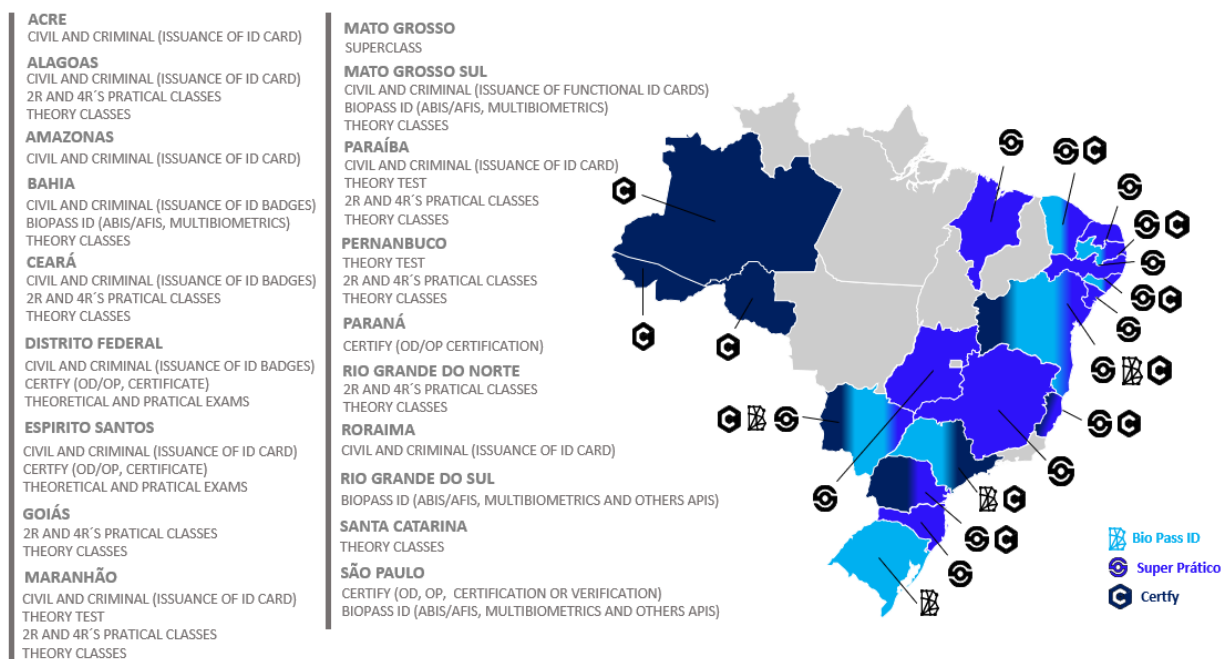 ACRE
CIVIL AND CRIMINAL (ISSUANCE OF ID CARD)
ALAGOAS
CIVIL AND CRIMINAL (ISSUANCE OF ID CARD)
2R AND 4R´S PRATICAL CLASSES
THEORY CLASSES
AMAZONAS
CIVIL AND CRIMINAL (ISSUANCE OF ID CARD)
BAHIA
CIVIL AND CRIMINAL (ISSUANCE OF ID BADGES)
BIOPASS ID (ABIS/AFIS, MULTIBIOMETRICS)
THEORY CLASSES
CEARÁ
CIVIL AND CRIMINAL (ISSUANCE OF ID BADGES)
2R AND 4R´S PRATICAL CLASSES
THEORY CLASSES
DISTRITO FEDERAL
CIVIL AND CRIMINAL (ISSUANCE OF ID BADGES)
CERTFY (OD/OP, CERTIFICATE)
THEORETICAL AND PRATICAL EXAMS
ESPIRITO SANTOS
CIVIL AND CRIMINAL (ISSUANCE OF ID CARD)
CERTFY (OD/OP, CERTIFICATE)
THEORETICAL AND PRATICAL EXAMS
GOIÁS
2R AND 4R´S PRATICAL CLASSES
THEORY CLASSES
MARANHÃO
CIVIL AND CRIMINAL (ISSUANCE OF ID CARD)
THEORY TEST
2R AND 4R´S PRATICAL CLASSES
THEORY CLASSES
MATO GROSSO
SUPERCLASS
MATO GROSSO SUL
CIVIL AND CRIMINAL (ISSUANCE OF FUNCTIONAL ID CARDS)
BIOPASS ID (ABIS/AFIS, MULTIBIOMETRICS)
THEORY CLASSES
PARAÍBA
CIVIL AND CRIMINAL (ISSUANCE OF ID CARD)
THEORY TEST
2R AND 4R´S PRATICAL CLASSES
THEORY CLASSES
PERNANBUCO
THEORY TEST
2R AND 4R´S PRATICAL CLASSES
THEORY CLASSES
PARANÁ
CERTIFY (OD/OP CERTIFICATION)
RIO GRANDE DO NORTE
2R AND 4R´S PRATICAL CLASSES
THEORY CLASSES
RORAIMA
CIVIL AND CRIMINAL (ISSUANCE OF ID CARD)
RIO GRANDE DO SUL
BIOPASS ID (ABIS/AFIS, MULTIBIOMETRICS AND OTHERS APIS)
SANTA CATARINA
THEORY CLASSES
SÃO PAULO
CERTIFY (OD, OP,  CERTIFICATION OR VERIFICATION)
BIOPASS ID (ABIS/AFIS, MULTIBIOMETRICS AND OTHERS APIS)
Bio Pass ID
Super Prático
Certfy